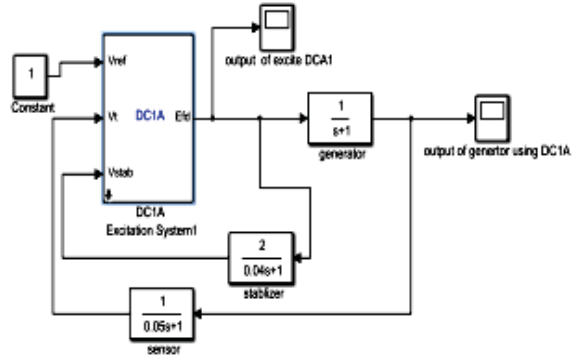 output of excite DCA1
1
Constant
Vref
Vt
DC1A
Efd
Vstab
DC1A
Excitation System1
1
s+1
generator
output of genertor using DC1A
2
0.04s+1
stablizer
1
0.05s+1
sensor